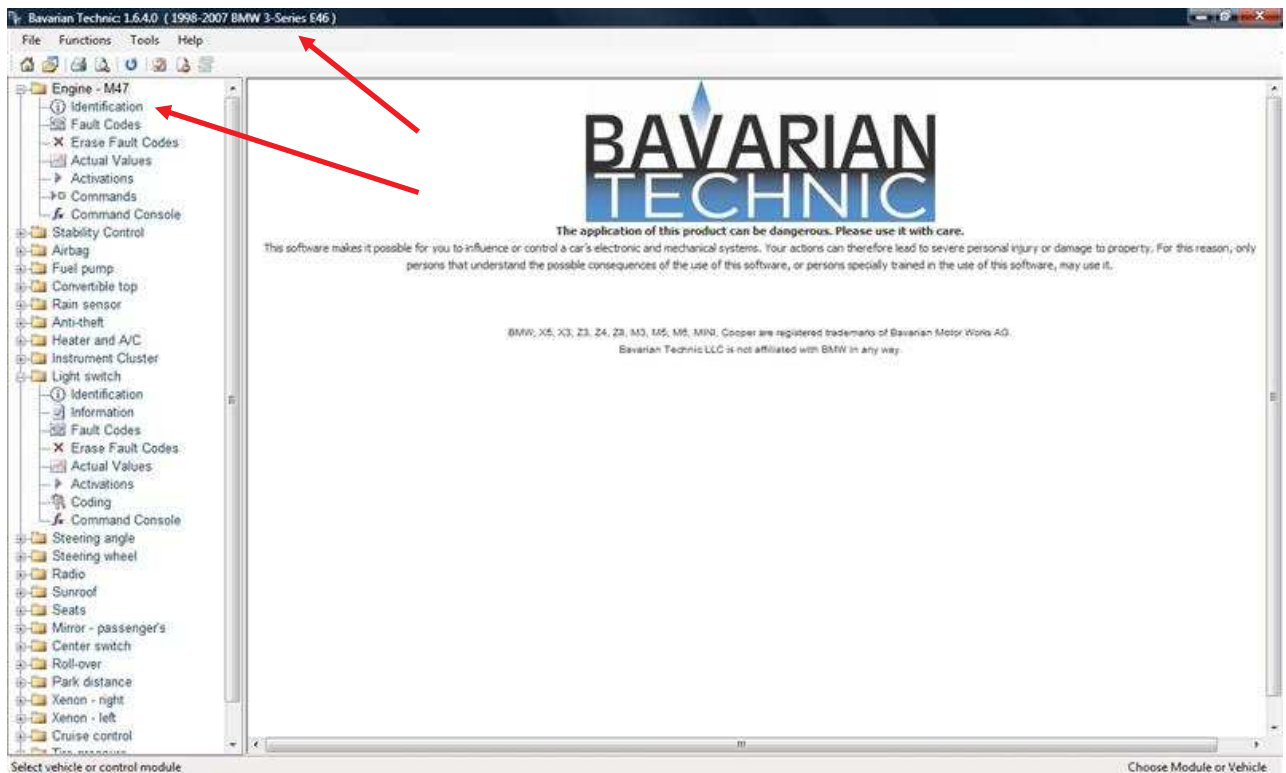 Bavarian Technic: 1.6.4.0 ( 1998-2007 BMW 3-Series E46 )
File Functions Tools Help
Engine - M47
Identification
Fault Codes
Erase Fault Codes
Actual Values
Activations
Commands
Command Console
Stability Control
Airbag
Fuel pump
Convertible top
Rain sensor
Anti-theft
Heater and A/C
Instrument Cluster
Light switch
Identification
Information
Fault Codes
Erase Fault Codes
Actual Values
Activations
Coding
Command Console
Steering angle
Steering wheel
Radio
Sunroof
Seats
Mirror - passenger's
Center switch
Roll-over
Park distance
Xenon - right
Xenon - left
Cruise control
Tire pressure
BAVARIAN
TECHNIC
The application of this product can be dangerous. Please use it with care.
This software makes it possible for you to influence or control a car's electronic and mechanical systems. Your actions can therefore lead to severe personal injury or damage to property. For this reason, only
persons that understand the possible consequences of the use of this software, or persons specially trained in the use of this software, may use it.
BMW, X5, X3, Z3, Z4, Z8, M3, M5, M6, MINI, Cooper are registered trademarks of Bavarian Motor Works AG.
Bavarian Technic LLC is not affiliated with BMW in any way.
Select vehicle or control module
Choose Module or Vehicle